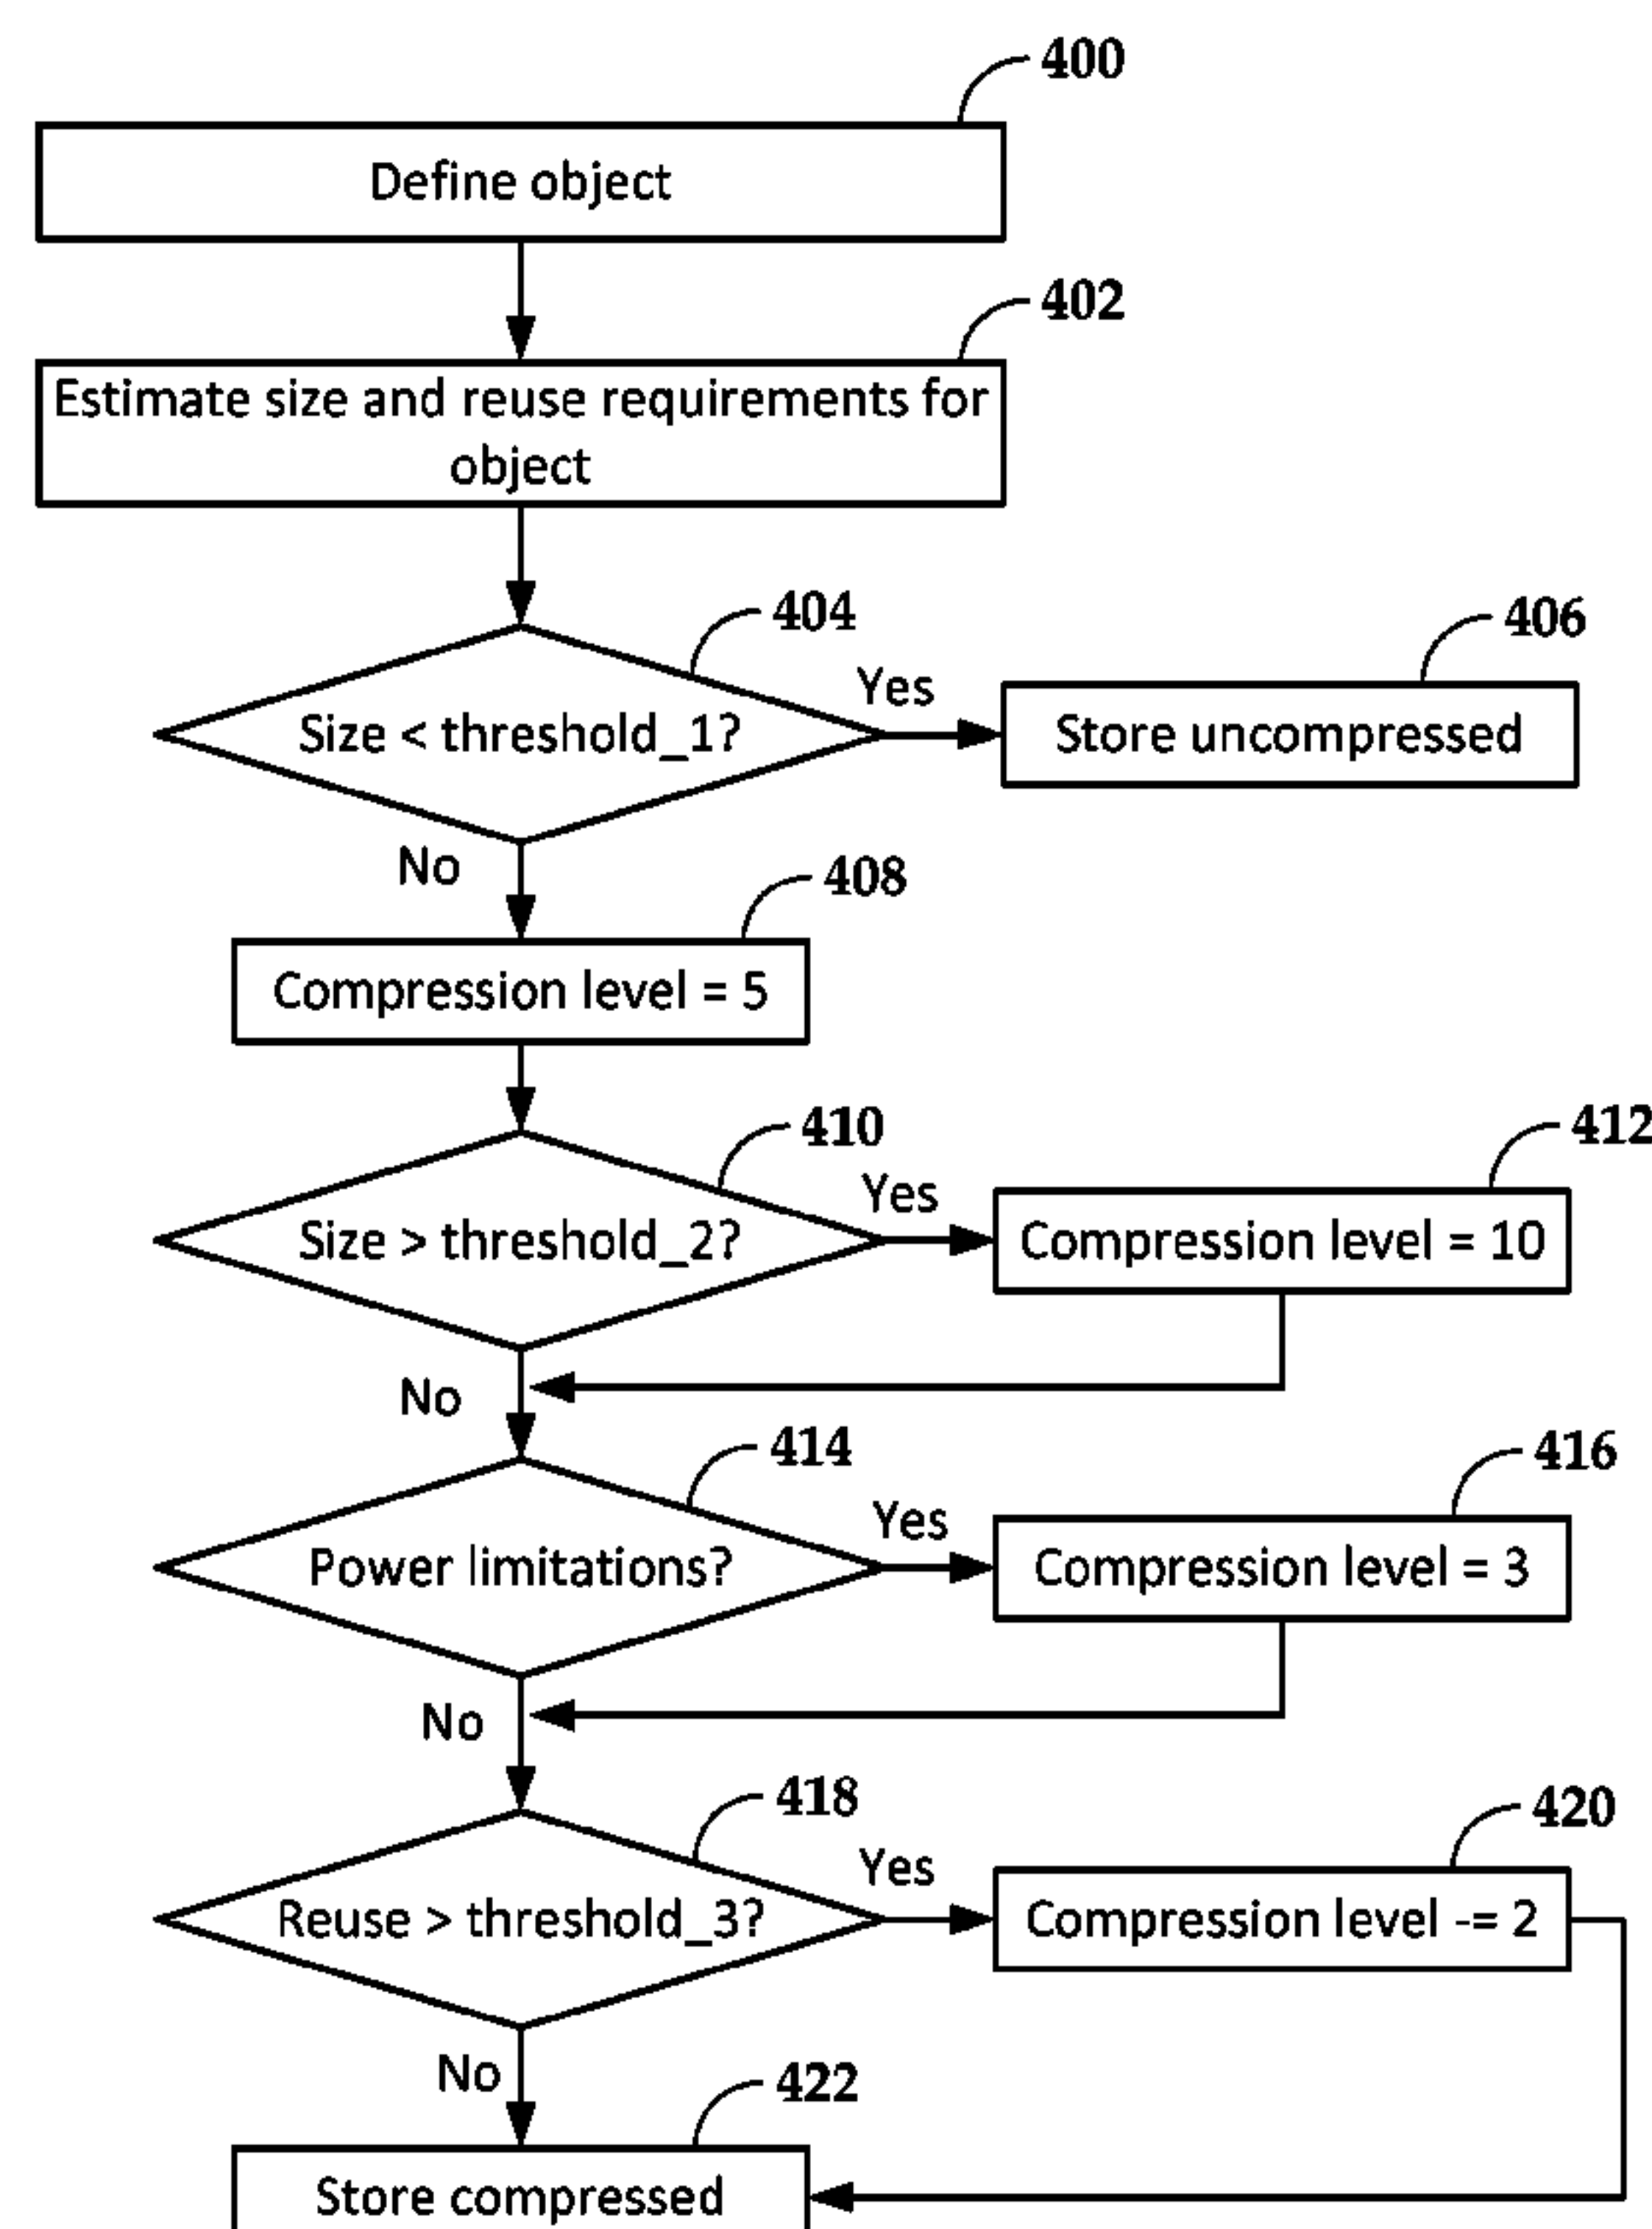 400
Define object
402
Estimate size and reuse requirements for
object
404
406
Yes
Size < threshold_1?
Store uncompressed
No
408
Compression level = 5
410
412
Yes
Size > threshold_2?
Compression level = 10
No
414
416
Yes
Power limitations?
Compression level = 3
No
418
420
Yes
Reuse > threshold_3?
Compression level -= 2
No
422
Store compressed